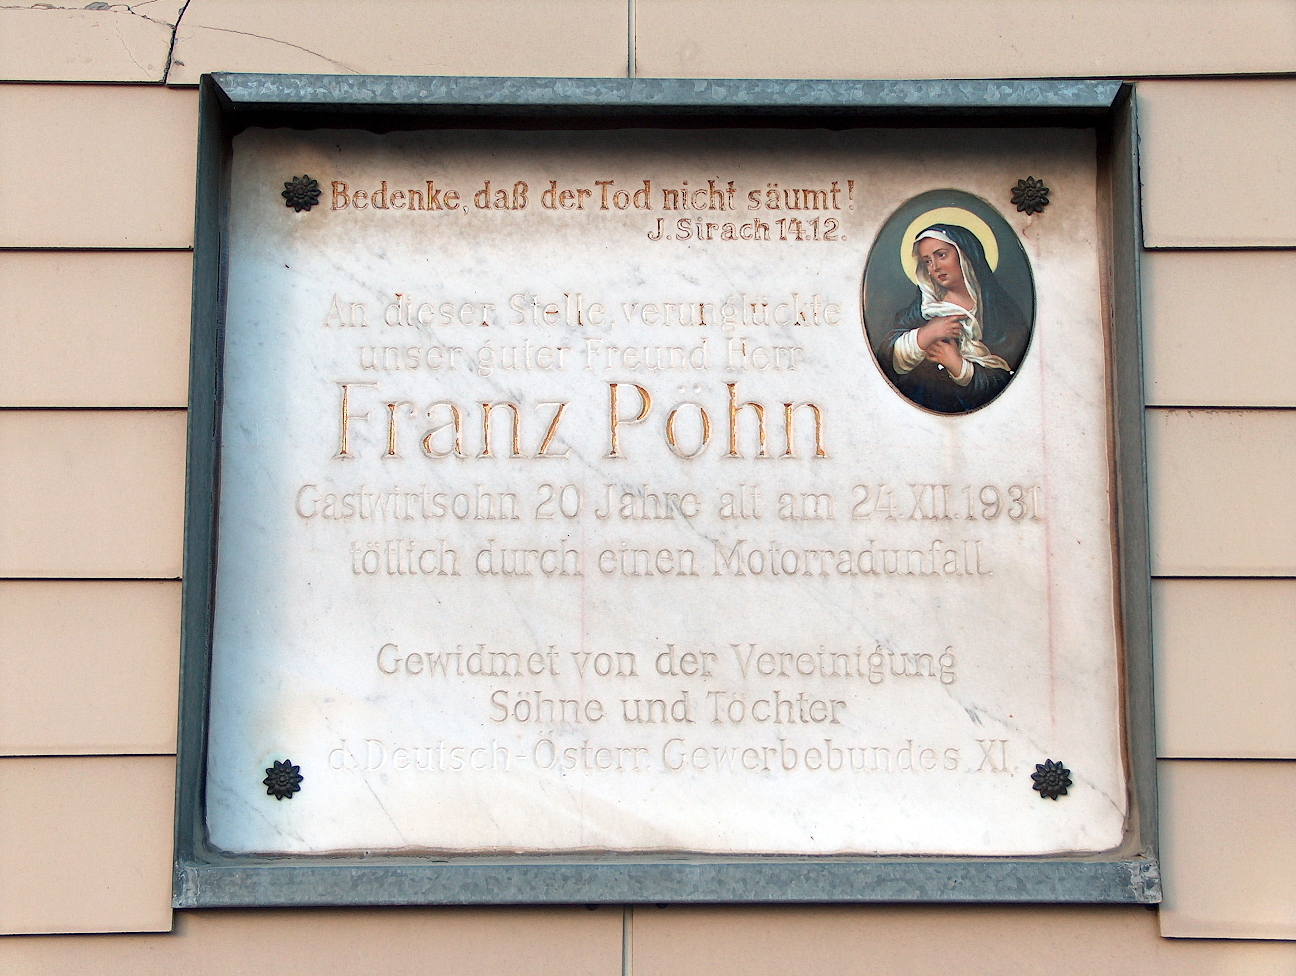 Bedenke, daß der Tod nicht säumt!
J.Sirach 14.12.
An dieser Stelle, verunglückte
unser guter Freund Herr
Franz Pöhn
Gastwirtsohn 20 Jahre alt am 24.XII.1931
tötlich durch einen Motorradunfall.
Gewidmet von der Vereinigung
Söhne und Töchter
d. Deutsch-Österr. Gewerbebundes XI.